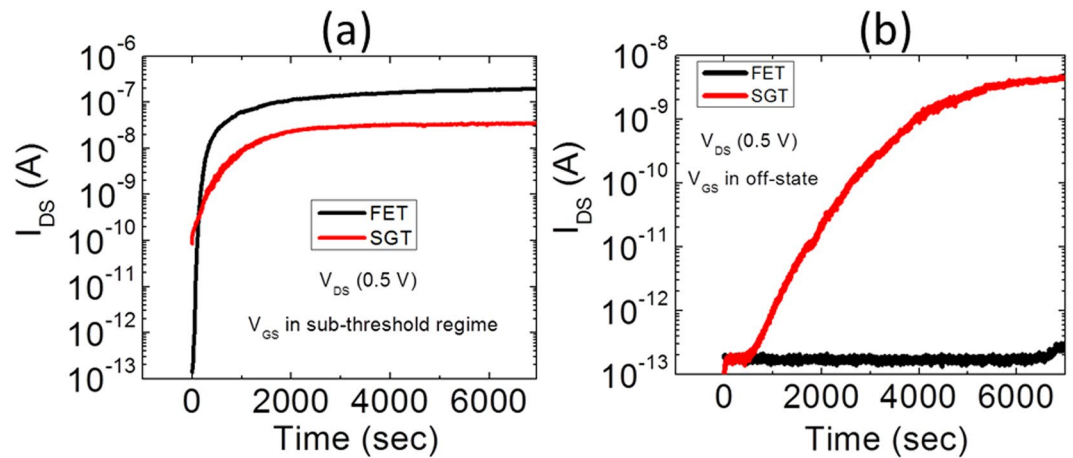 (a)
10^-6
10^-7
10^-8
10^-9
10^-10
10^-11
10^-12
10^-13
I_DS (A)
FET
SGT
V_DS (0.5 V)
V_GS in sub-threshold regime
0 2000 4000 6000
Time (sec)
(b)
10^-8
10^-9
10^-10
10^-11
10^-12
10^-13
I_DS (A)
FET
SGT
V_DS (0.5 V)
V_GS in off-state
0 2000 4000 6000
Time (sec)